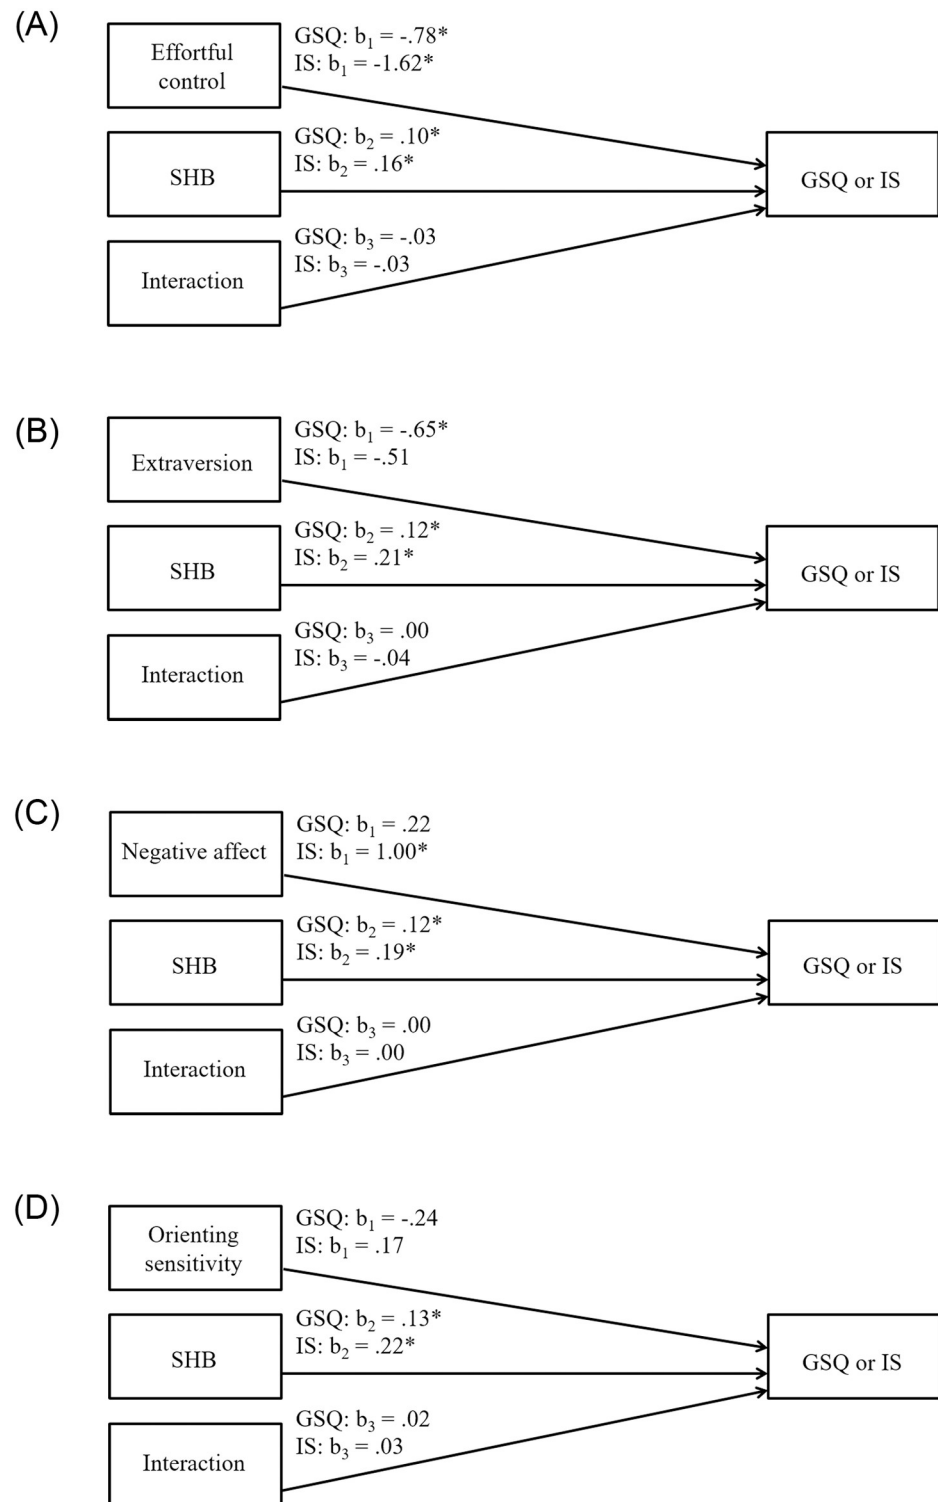 (A)
Effortful
control
GSQ: b₁ = -.78*
IS: b₁ = -1.62*
SHB
GSQ: b₂ = .10*
IS: b₂ = .16*
Interaction
GSQ: b₃ = -.03
IS: b₃ = -.03
GSQ or IS
(B)
Extraversion
GSQ: b₁ = -.65*
IS: b₁ = -.51
SHB
GSQ: b₂ = .12*
IS: b₂ = .21*
Interaction
GSQ: b₃ = .00
IS: b₃ = -.04
GSQ or IS
(C)
Negative affect
GSQ: b₁ = .22
IS: b₁ = 1.00*
SHB
GSQ: b₂ = .12*
IS: b₂ = .19*
Interaction
GSQ: b₃ = .00
IS: b₃ = .00
GSQ or IS
(D)
Orienting
sensitivity
GSQ: b₁ = -.24
IS: b₁ = .17
SHB
GSQ: b₂ = .13*
IS: b₂ = .22*
Interaction
GSQ: b₃ = .02
IS: b₃ = .03
GSQ or IS